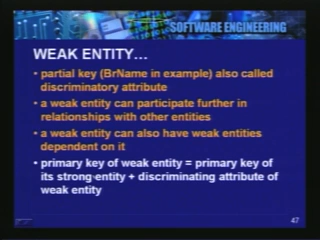 SOFTWARE ENGINEERING
WEAK ENTITY...
• partial key (BrName in example) also called
discriminatory attribute
• a weak entity can participate further in
relationships with other entities
• a weak entity can also have weak entities
dependent on it
• primary key of weak entity = primary key of
its strong-entity + discriminating attribute of
weak entity
47